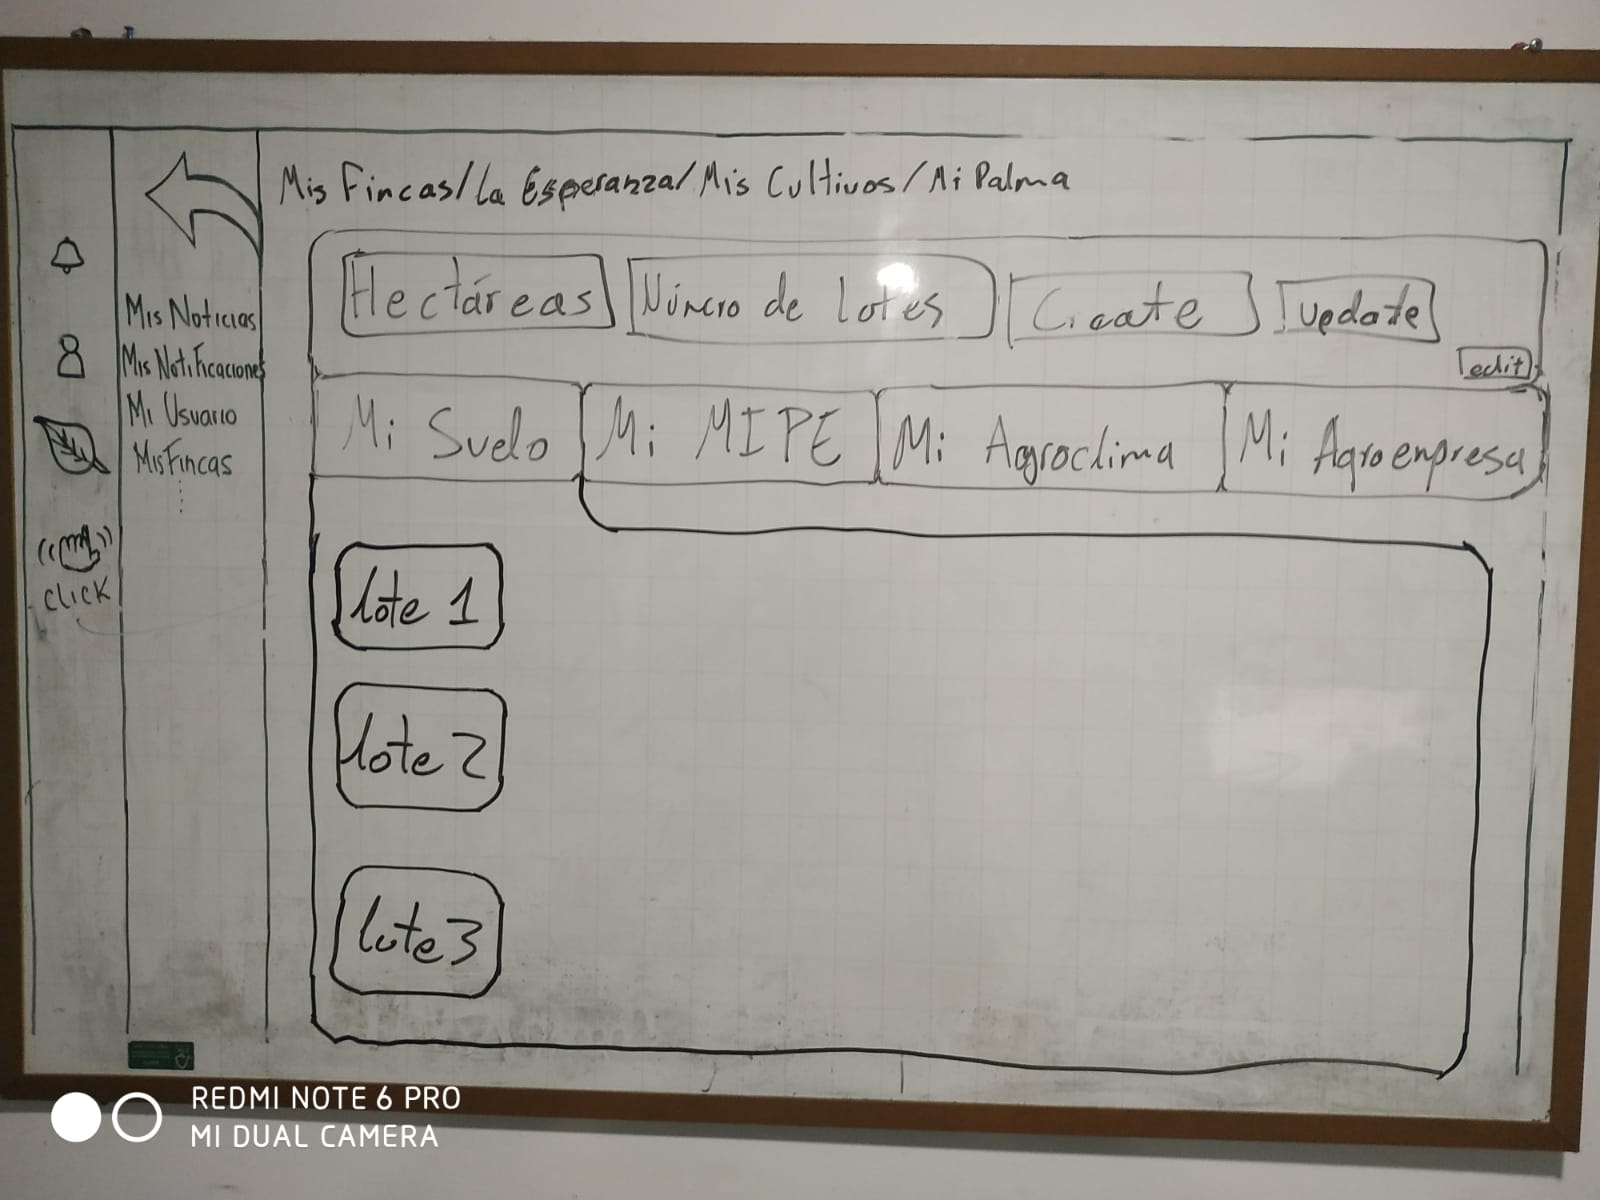 Mis Fincas/La Esperanza/Mis Cultivos/Mi Palma
Hectáreas Número de lotes Create Update
edit
Mi Suelo Mi MIPE Mi Agroclima Mi Agroenpresa
Mis Noticias
Mis Notificaciones
Mi Usuario
Mis Fincas
click
lote 1
lote 2
lote 3
REDMI NOTE 6 PRO
MI DUAL CAMERA